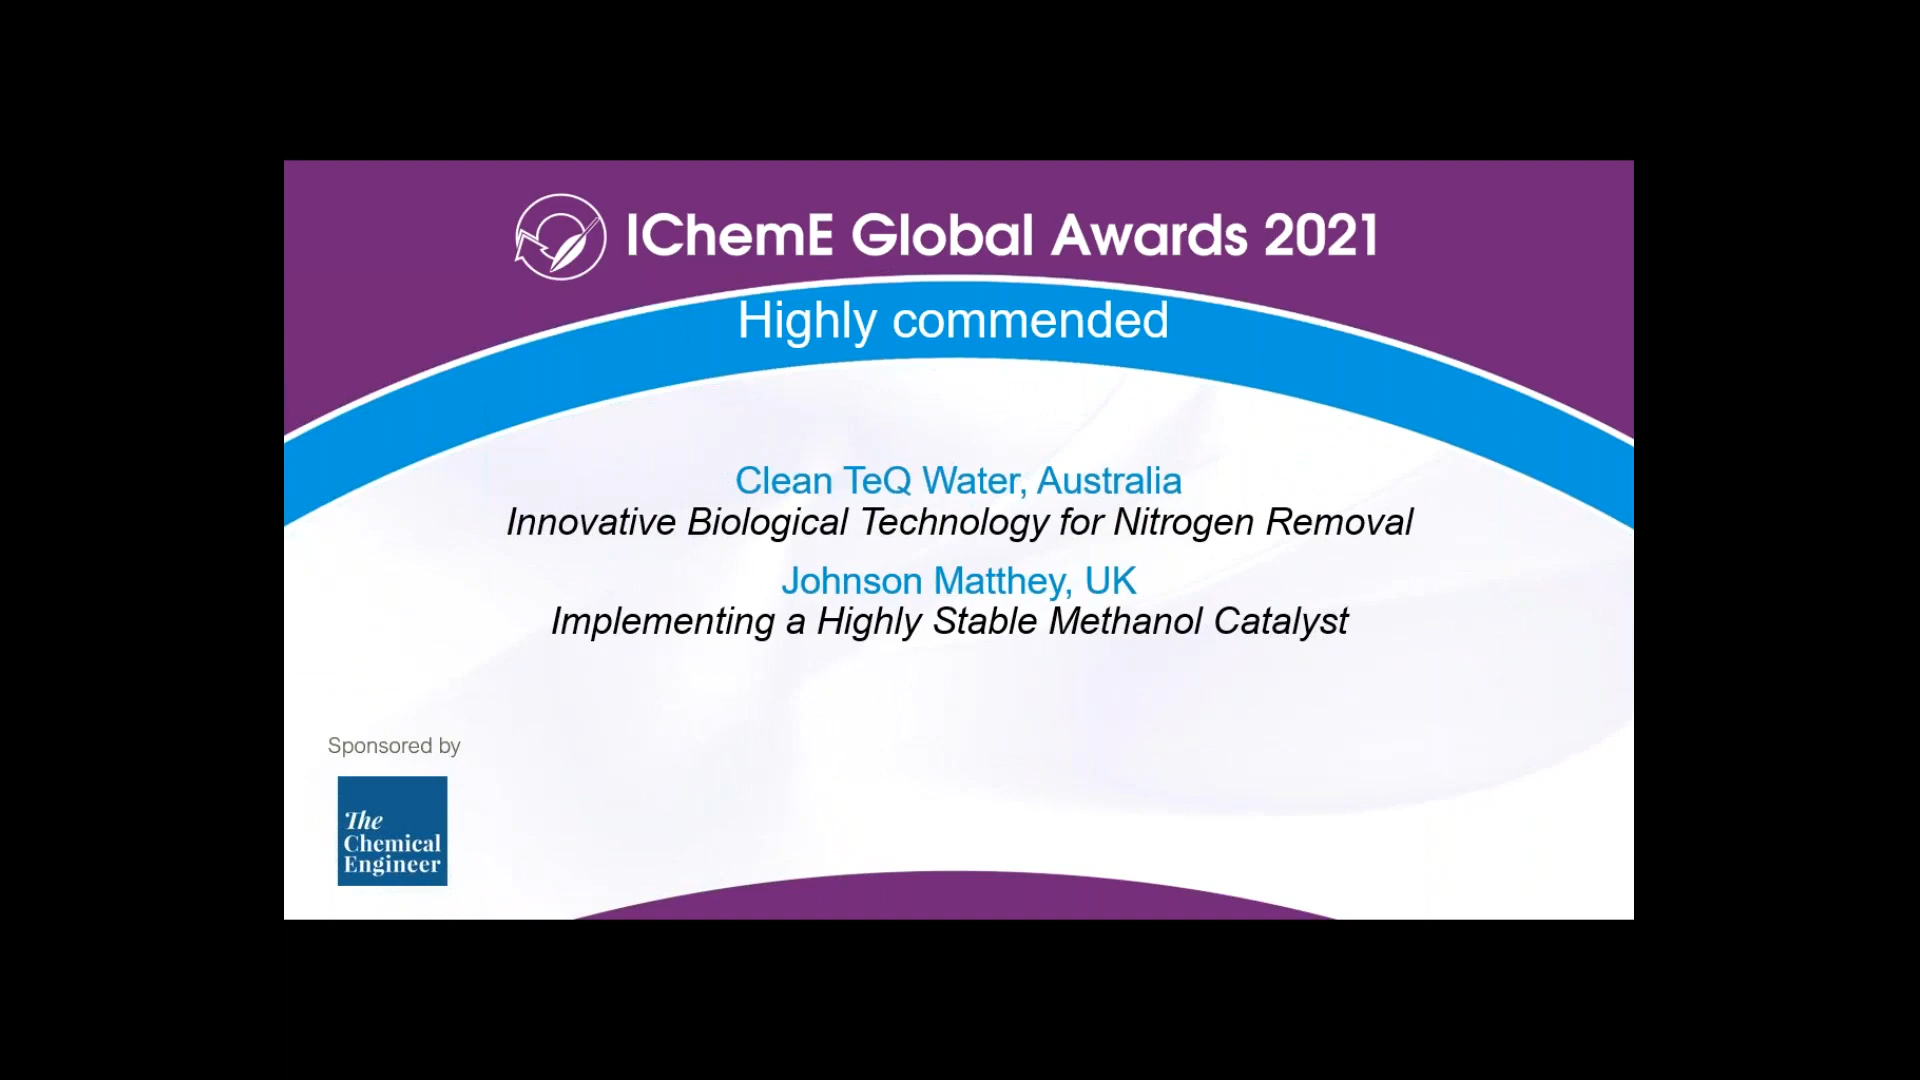 IChemE Global Awards 2021
Highly commended
Clean TeQ Water, Australia
Innovative Biological Technology for Nitrogen Removal
Johnson Matthey, UK
Implementing a Highly Stable Methanol Catalyst
Sponsored by
The
Chemical
Engineer